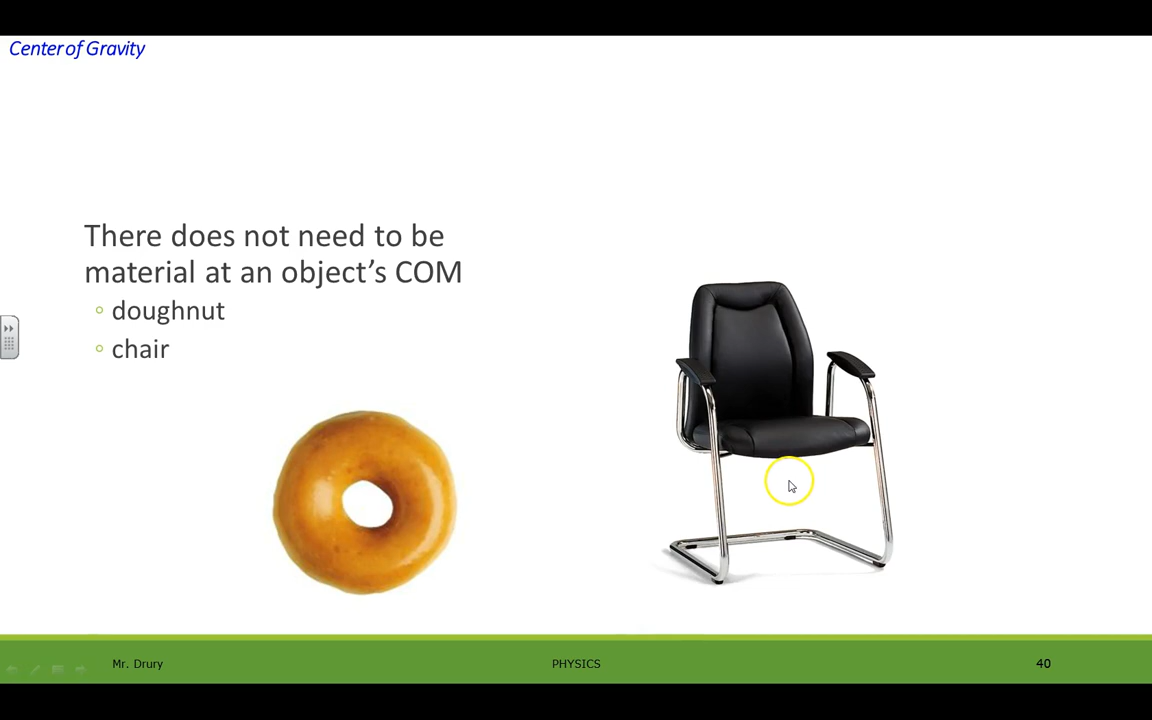 Center of Gravity
There does not need to be
material at an object’s COM
doughnut
chair
Mr. Drury
PHYSICS
40